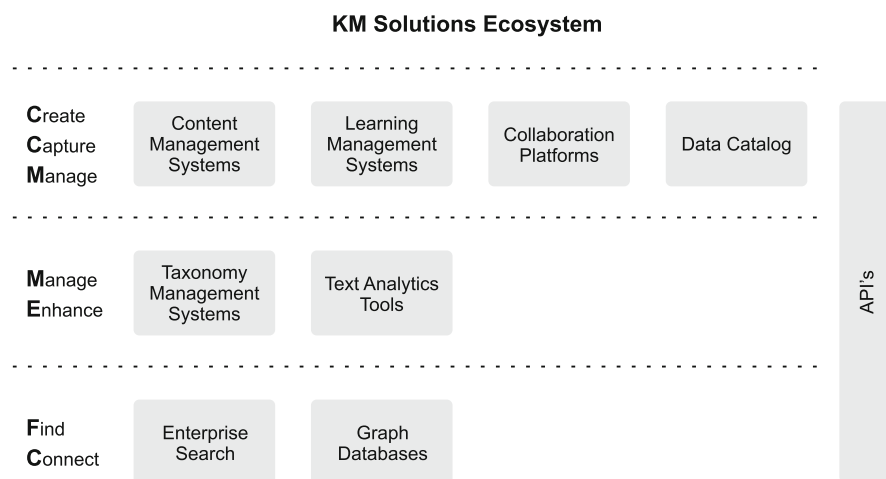 KM Solutions Ecosystem
Create
Capture
Manage
Content
Management
Systems
Learning
Management
Systems
Collaboration
Platforms
Data Catalog
Manage
Enhance
Taxonomy
Management
Systems
Text Analytics
Tools
Find
Connect
Enterprise
Search
Graph
Databases
API's